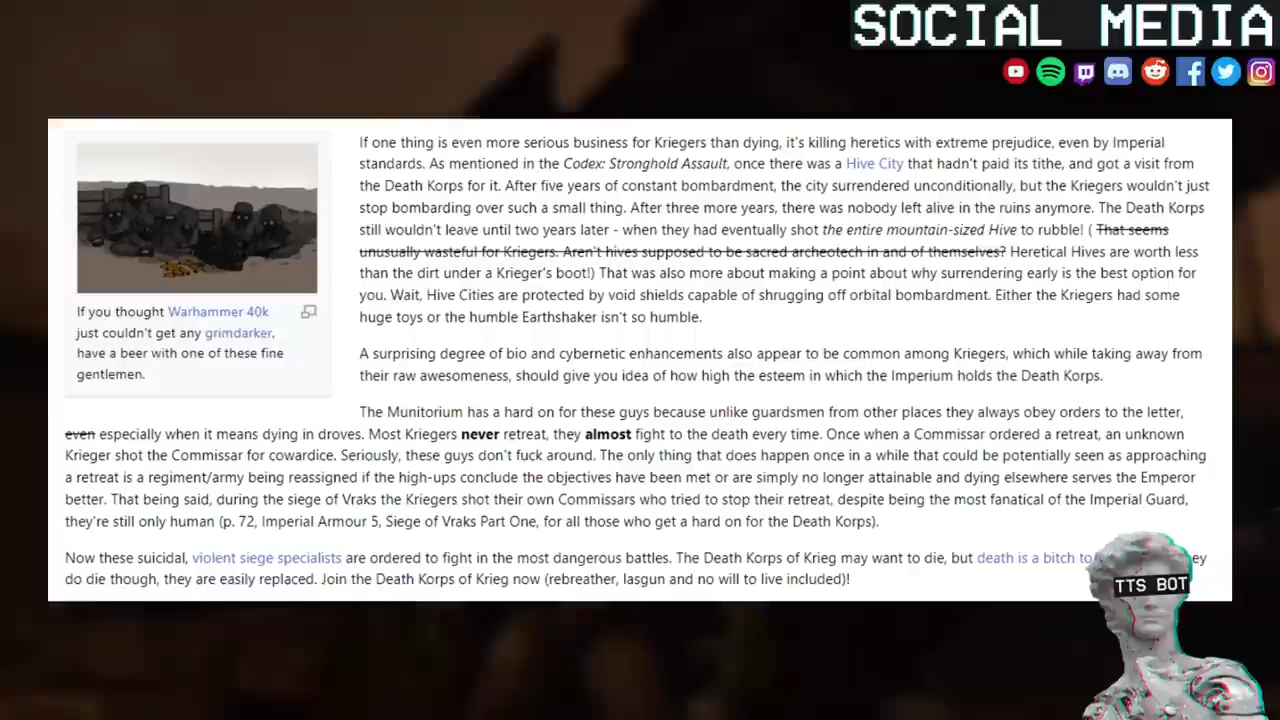 SOCIAL MEDIA
If one thing is even more serious business for Kriegers than dying, it's killing heretics with extreme prejudice, even by Imperial
standards. As mentioned in the Codex: Stronghold Assault, once there was a Hive City that hadn't paid its tithe, and got a visit from
the Death Korps for it. After five years of constant bombardment, the city surrendered unconditionally, but the Kriegers wouldn't just
stop bombarding over such a small thing. After three more years, there was nobody left alive in the ruins anymore. The Death Korps
still wouldn't leave until two years later - when they had eventually shot the entire mountain-sized Hive to rubble! ( That seems
unusually wasteful for Kriegers. Aren't hives supposed to be sacred archeotech in and of themselves? Heretical Hives are worth less
than the dirt under a Krieger's boot!) That was also more about making a point about why surrendering early is the best option for
you. Wait, Hive Cities are protected by void shields capable of shrugging off orbital bombardment. Either the Kriegers had some
huge toys or the humble Earthshaker isn't so humble.
If you thought Warhammer 40k
just couldn't get any grimdarker,
have a beer with one of these fine
gentlemen.
A surprising degree of bio and cybernetic enhancements also appear to be common among Kriegers, which while taking away from
their raw awesomeness, should give you idea of how high the esteem in which the Imperium holds the Death Korps.
The Munitorium has a hard on for these guys because unlike guardsmen from other places they always obey orders to the letter,
even especially when it means dying in droves. Most Kriegers never retreat, they almost fight to the death every time. Once when a Commissar ordered a retreat, an unknown
Krieger shot the Commissar for cowardice. Seriously, these guys don't fuck around. The only thing that does happen once in a while that could be potentially seen as approaching
a retreat is a regiment/army being reassigned if the high-ups conclude the objectives have been met or are simply no longer attainable and dying elsewhere serves the Emperor
better. That being said, during the siege of Vraks the Kriegers shot their own Commissars who tried to stop their retreat, despite being the most fanatical of the Imperial Guard,
they're still only human (p. 72, Imperial Armour 5, Siege of Vraks Part One, for all those who get a hard on for the Death Korps).
Now these suicidal, violent siege specialists are ordered to fight in the most dangerous battles. The Death Korps of Krieg may want to die, but death is a bitch to
do die though, they are easily replaced. Join the Death Korps of Krieg now (rebreather, lasgun and no will to live included)!
TTS BOT